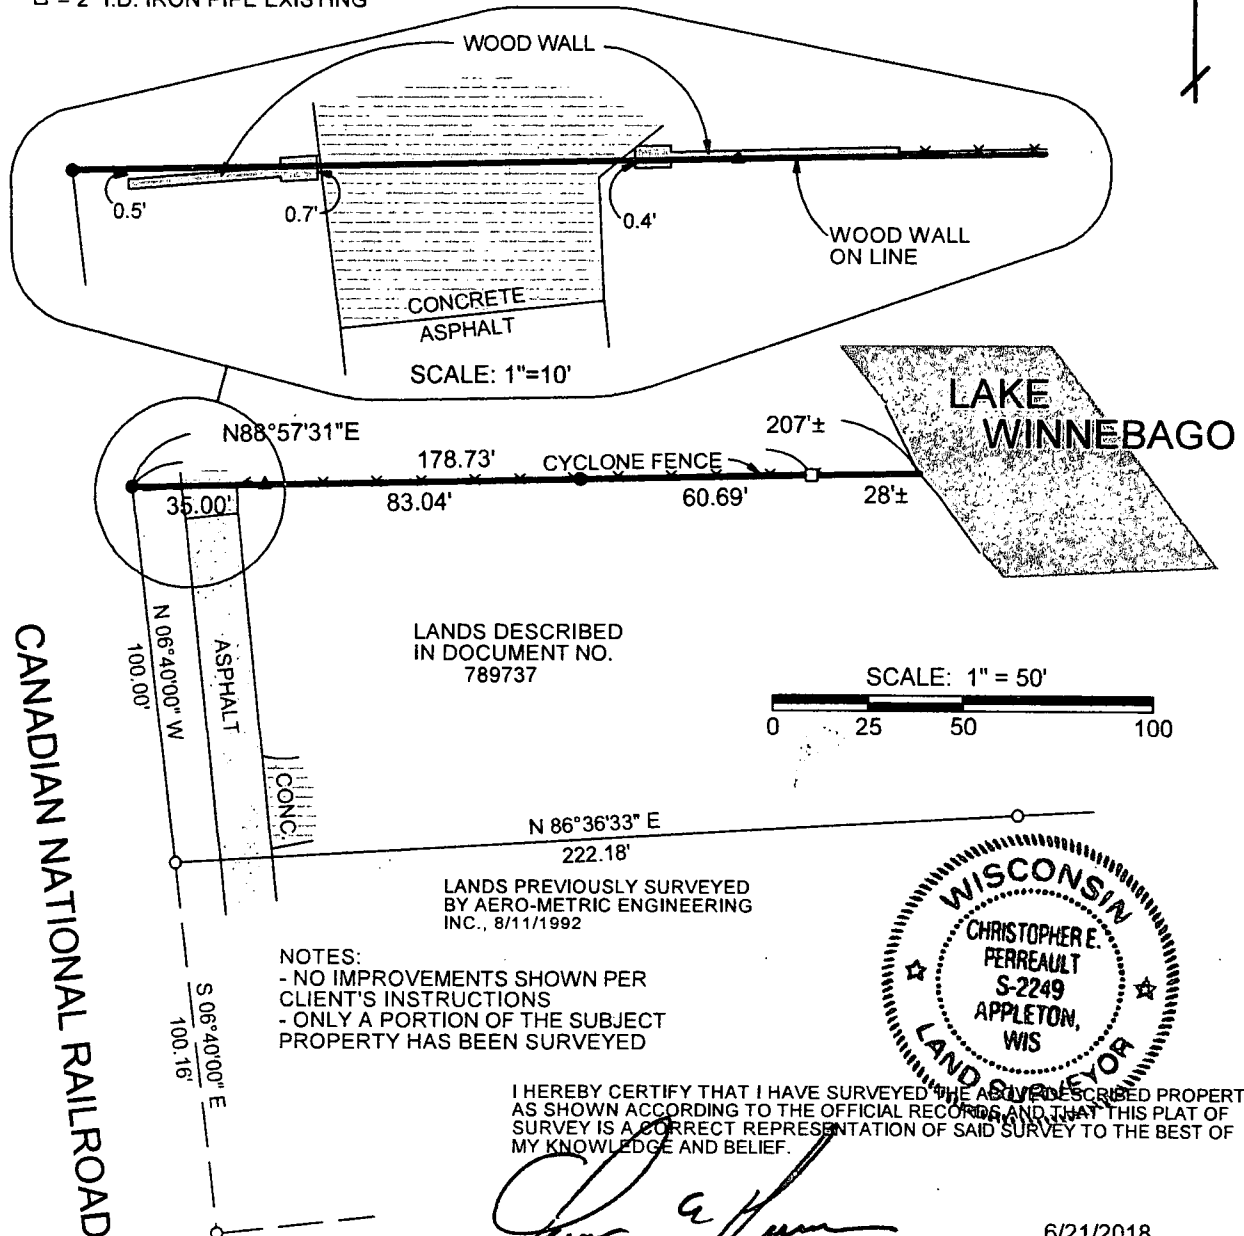 = 2" I.D. IRON PIPE EXISTING
WOOD WALL
0.5'
0.7'
0.4'
WOOD WALL
ON LINE
CONCRETE
ASPHALT
SCALE: 1"=10'
LAKE
WINNEBAGO
N88°57'31"E
207'±
178.73'
CYCLONE FENCE
35.00'
83.04'
60.69'
28'±
N 06°40'00" W
100.00'
ASPHALT
LANDS DESCRIBED
IN DOCUMENT NO.
789737
SCALE: 1" = 50'
0 25 50 100
CONC.
N 86°36'33" E
222.18'
LANDS PREVIOUSLY SURVEYED
BY AERO-METRIC ENGINEERING
INC., 8/11/1992
CANADIAN NATIONAL RAILROAD
NOTES:
- NO IMPROVEMENTS SHOWN PER
CLIENT'S INSTRUCTIONS
- ONLY A PORTION OF THE SUBJECT
PROPERTY HAS BEEN SURVEYED
S 06°40'00" E
100.16'
WISCONSIN
CHRISTOPHER E.
PERREAULT
S-2249
APPLETON,
WIS
LAND SURVEYOR
I HEREBY CERTIFY THAT I HAVE SURVEYED THE ABOVE DESCRIBED PROPERT
AS SHOWN ACCORDING TO THE OFFICIAL RECORDS AND THAT THIS PLAT OF
SURVEY IS A CORRECT REPRESENTATION OF SAID SURVEY TO THE BEST OF
MY KNOWLEDGE AND BELIEF.
6/21/2018